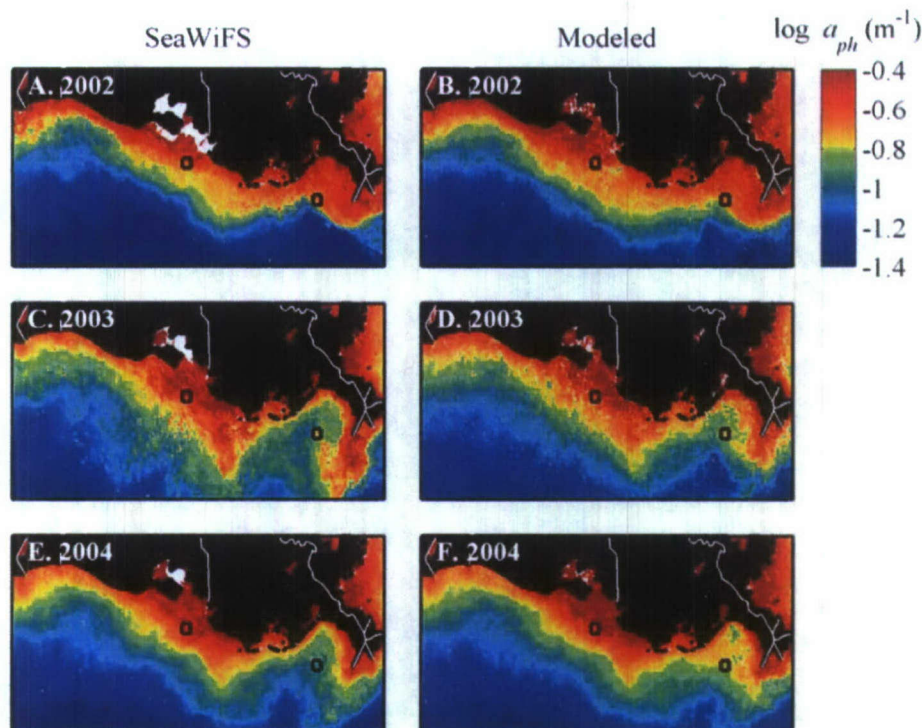 SeaWiFS Modeled log a_ph (m⁻¹)
A. 2002 B. 2002
-0.4
-0.6
-0.8
-1
-1.2
-1.4
C. 2003 D. 2003
E. 2004 F. 2004